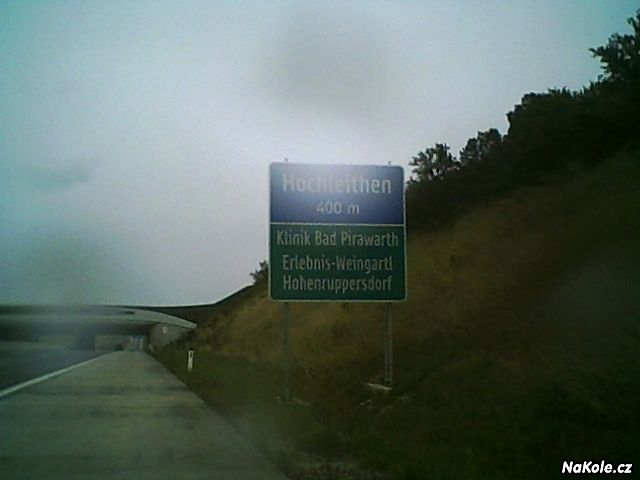 Hochleithen
400 m
Klinik Bad Pirawarth
Erlebnis-Weingartl
Hohenruppersdorf
NaKole.cz